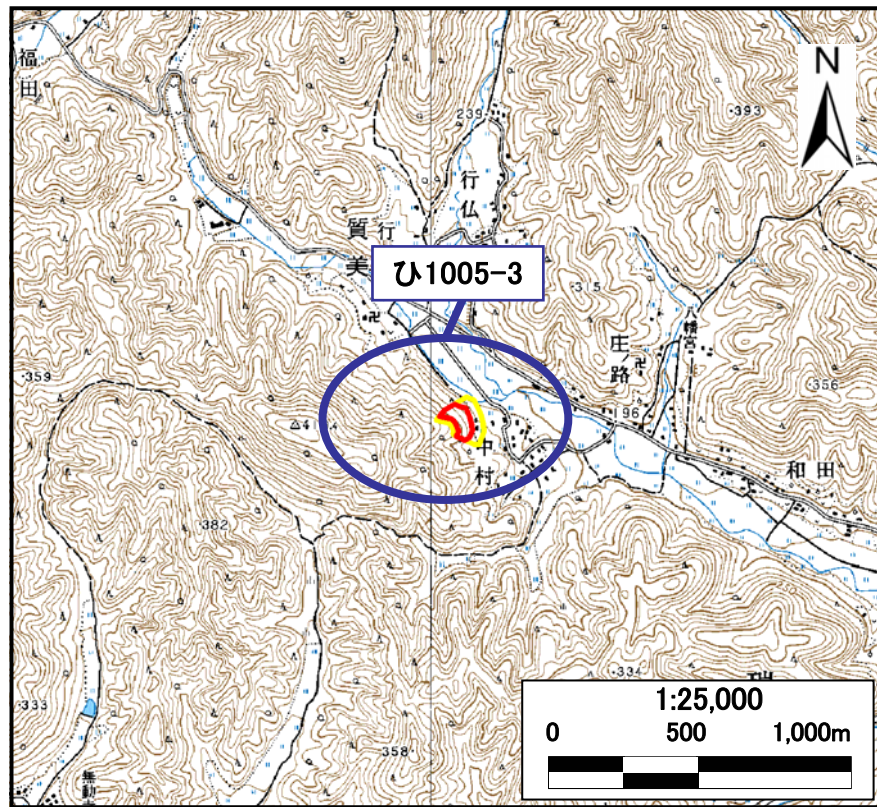 福田
N
・393
239
行仏
質美
行
ひ1005-3
・315
八幡宮
庄ノ路
・359
・356
196
中村
和田
・382
・334
・333
358・
1:25,000
0 500 1,000m